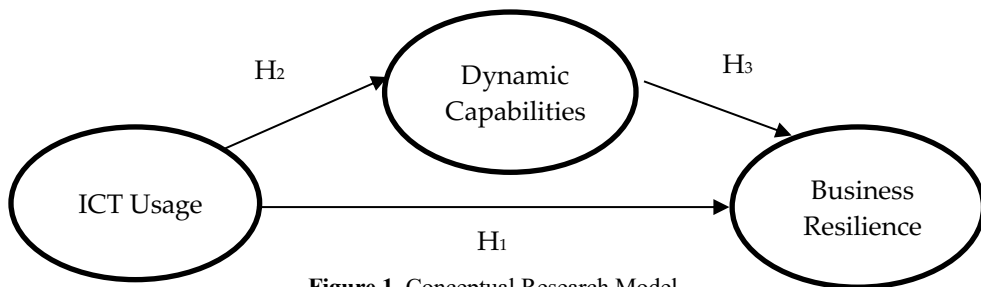 H2
Dynamic
Capabilities
H3
ICT Usage
Business
Resilience
H1
Figure 1. Conceptual Research Model